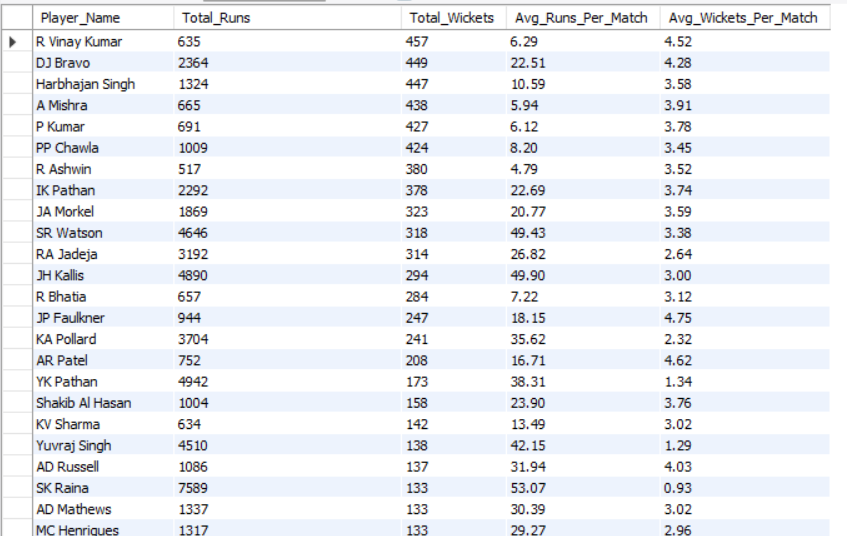 Player_Name Total_Runs Total_Wickets Avg_Runs_Per_Match Avg_Wickets_Per_Match
R Vinay Kumar 635 457 6.29 4.52
DJ Bravo 2364 449 22.51 4.28
Harbhajan Singh 1324 447 10.59 3.58
A Mishra 665 438 5.94 3.91
P Kumar 691 427 6.12 3.78
PP Chawla 1009 424 8.20 3.45
R Ashwin 517 380 4.79 3.52
IK Pathan 2292 378 22.69 3.74
JA Morkel 1869 323 20.77 3.59
SR Watson 4646 318 49.43 3.38
RA Jadeja 3192 314 26.82 2.64
JH Kallis 4890 294 49.90 3.00
R Bhatia 657 284 7.22 3.12
JP Faulkner 944 247 18.15 4.75
KA Pollard 3704 241 35.62 2.32
AR Patel 752 208 16.71 4.62
YK Pathan 4942 173 38.31 1.34
Shakib Al Hasan 1004 158 23.90 3.76
KV Sharma 634 142 13.49 3.02
Yuvraj Singh 4510 138 42.15 1.29
AD Russell 1086 137 31.94 4.03
SK Raina 7589 133 53.07 0.93
AD Mathews 1337 133 30.39 3.02
MC Henriques 1317 133 29.27 2.96